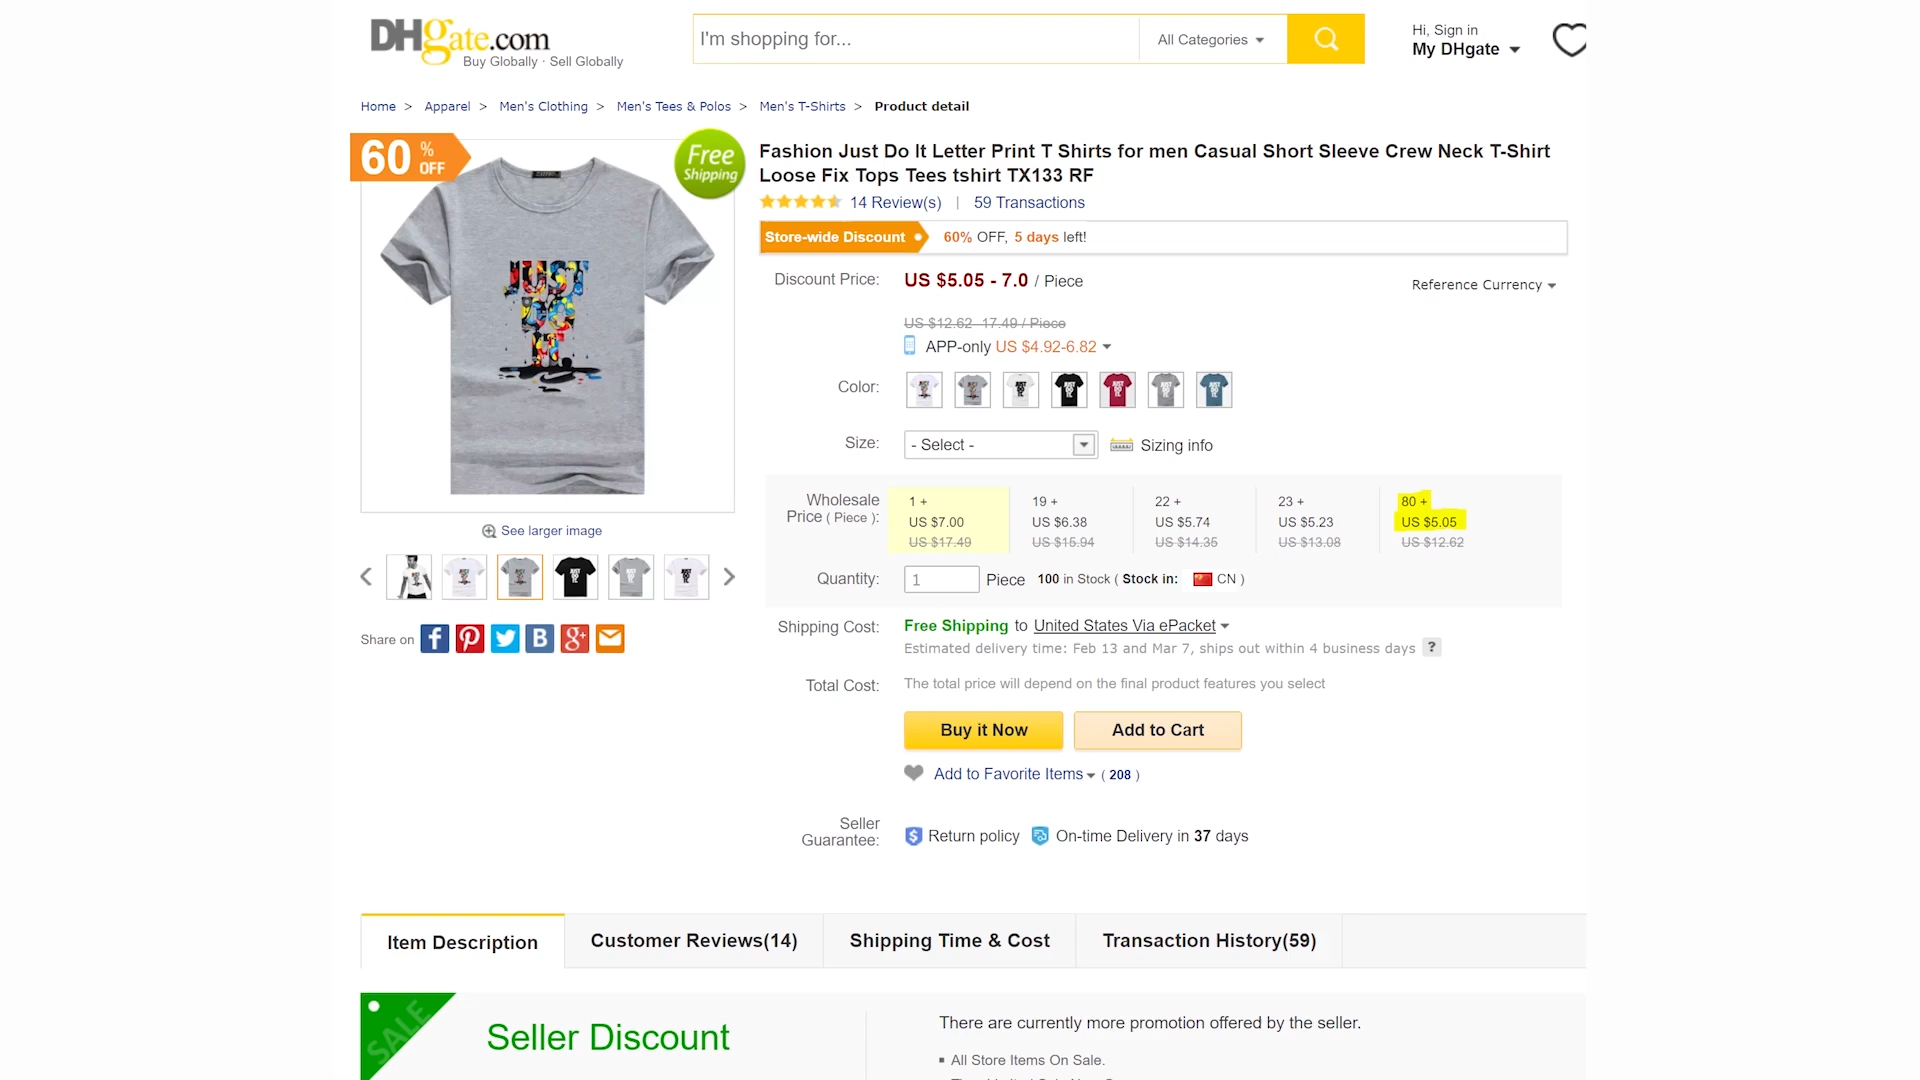 DHgate.com
Buy Globally · Sell Globally
I'm shopping for...
All Categories
Hi, Sign in
My DHgate
Home > Apparel > Men's Clothing > Men's Tees & Polos > Men's T-Shirts > Product detail
60 % OFF
Free Shipping
JUST
DO
IT
Fashion Just Do It Letter Print T Shirts for men Casual Short Sleeve Crew Neck T-Shirt
Loose Fix Tops Tees tshirt TX133 RF
14 Review(s) | 59 Transactions
Store-wide Discount 60% OFF, 5 days left!
Discount Price: US $5.05 - 7.0 / Piece
Reference Currency
US $12.62 -17.49 / Piece
APP-only US $4.92-6.82
Color:
Size: - Select - Sizing info
Wholesale Price ( Piece ):
1 + 19 + 22 + 23 + 80 +
US $7.00 US $6.38 US $5.74 US $5.23 US $5.05
US $17.49 US $15.94 US $14.35 US $13.08 US $12.62
Quantity: 1 Piece 100 in Stock ( Stock in: CN )
See larger image
Share on
Shipping Cost: Free Shipping to United States Via ePacket
Estimated delivery time: Feb 13 and Mar 7, ships out within 4 business days ?
Total Cost: The total price will depend on the final product features you select
Buy it Now Add to Cart
Add to Favorite Items ( 208 )
Seller Guarantee: Return policy On-time Delivery in 37 days
Item Description Customer Reviews(14) Shipping Time & Cost Transaction History(59)
SALE
Seller Discount
There are currently more promotion offered by the seller.
All Store Items On Sale.